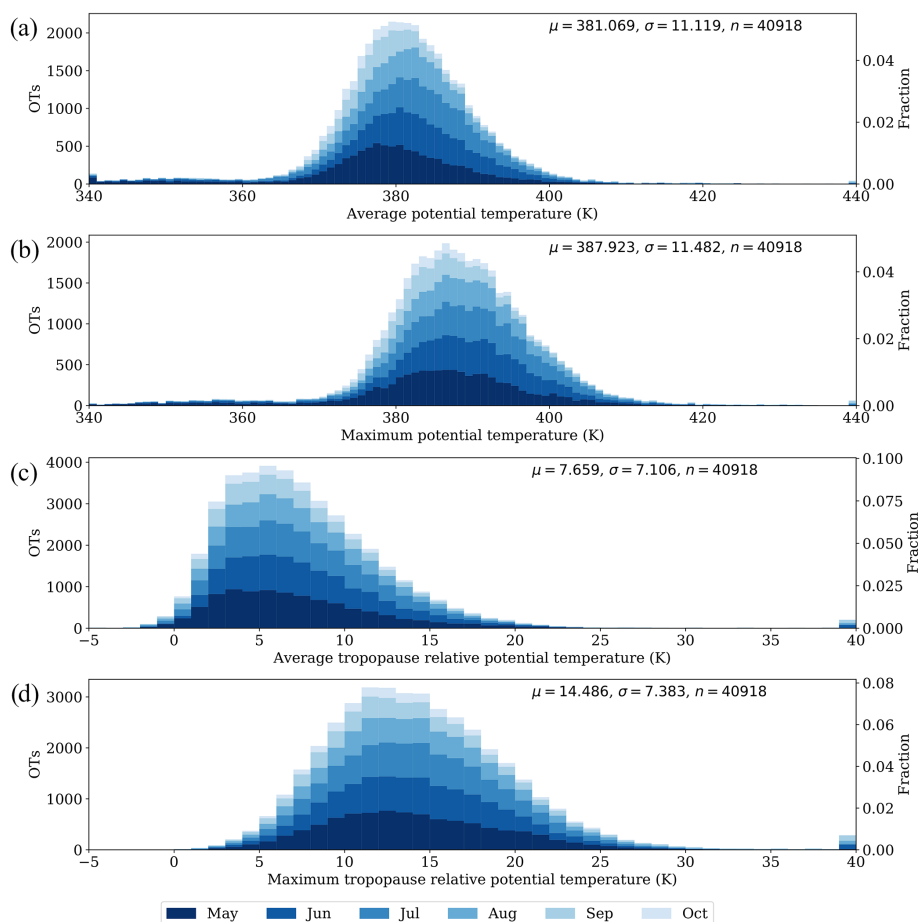 (a)
μ = 381.069, σ = 11.119, n = 40918
2000
1500
1000
500
0
OTs
0.04
0.02
0.00
Fraction
340 360 380 400 420 440
Average potential temperature (K)
(b)
μ = 387.923, σ = 11.482, n = 40918
2000
1500
1000
500
0
OTs
0.04
0.02
0.00
Fraction
340 360 380 400 420 440
Maximum potential temperature (K)
(c)
μ = 7.659, σ = 7.106, n = 40918
4000
3000
2000
1000
0
OTs
0.100
0.075
0.050
0.025
0.000
Fraction
−5 0 5 10 15 20 25 30 35 40
Average tropopause relative potential temperature (K)
(d)
μ = 14.486, σ = 7.383, n = 40918
3000
2000
1000
0
OTs
0.08
0.06
0.04
0.02
0.00
Fraction
−5 0 5 10 15 20 25 30 35 40
Maximum tropopause relative potential temperature (K)
May Jun Jul Aug Sep Oct